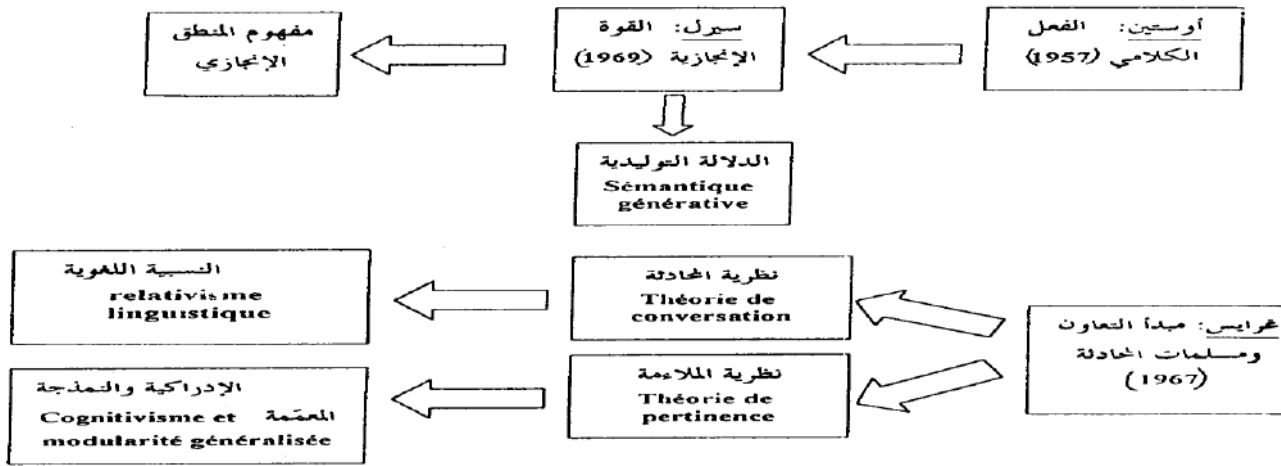 أوستين: الفعل
الكلامي (1957)
سيرل: القوة
الإنجازية (1969)
مفهوم المنطق
الإنجازي
الدلالة التوليدية
Sémantique
générative
غرايس: مبدأ التعاون
ومسلمات المحادثة
(1967)
نظرية المحادثة
Théorie de
conversation
النسبية اللغوية
relativisme
linguistique
نظرية الملاءمة
Théorie de
pertinence
الإدراكية والنمذجة
المعمّمة Cognitivisme et
modularité généralisée